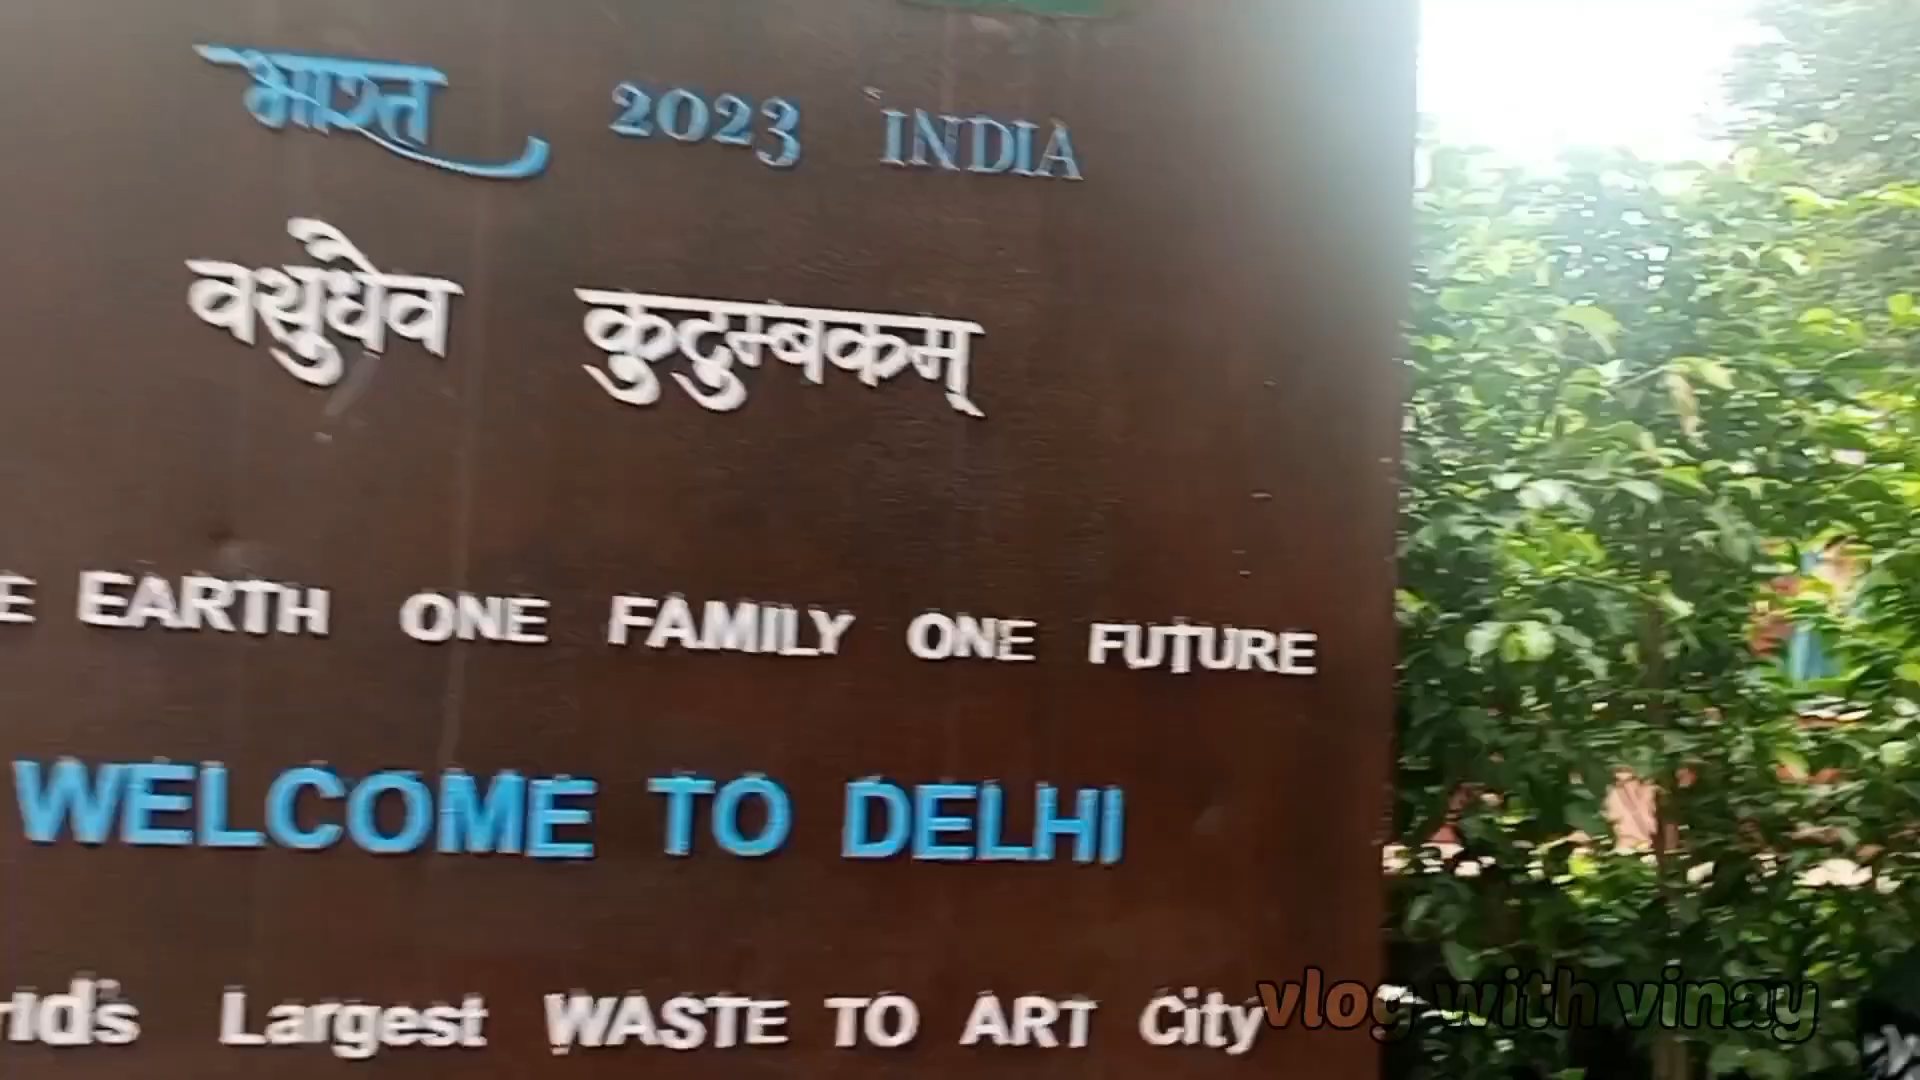 भारत 2023 INDIA
वसुधैव कुटुम्बकम्
E EARTH ONE FAMILY ONE FUTURE
WELCOME TO DELHI
rld's Largest WASTE TO ART City
vlog with vinay